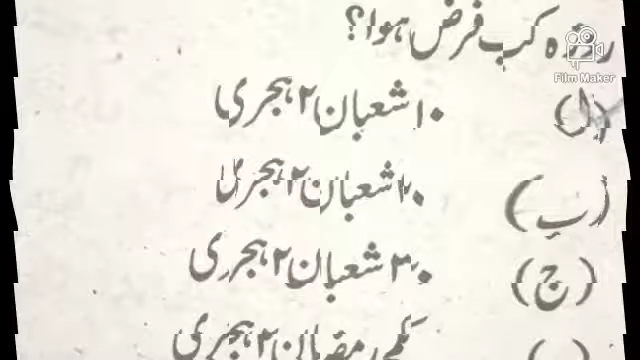 روزہ کب فرض ہوا؟
(ا) ۱۰ شعبان ۲ ہجری
(ب) ۲۰ شعبان ۲ ہجری
(ج) ۳۰ شعبان ۲ ہجری
یکم رمضان ۲ ہجری
Film Maker